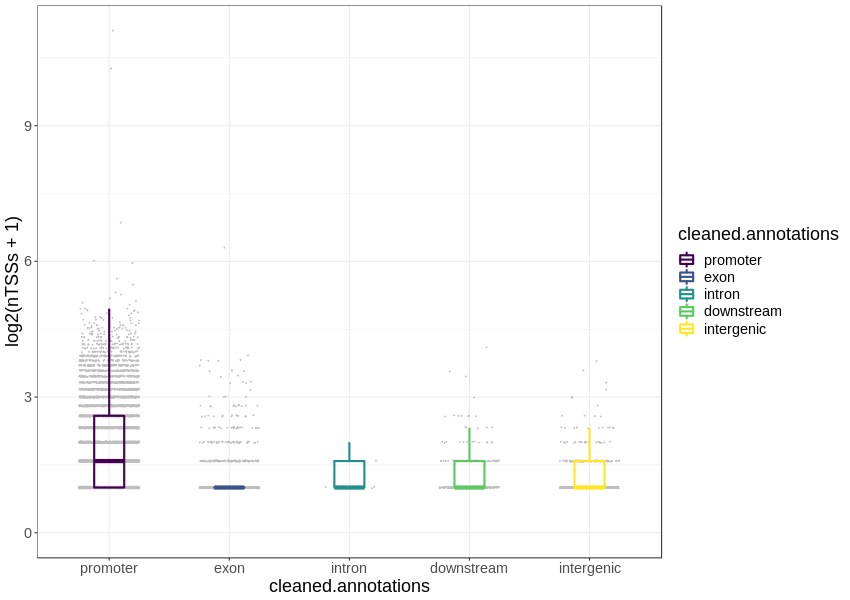 log2(nTSSs + 1)
9
6
3
0
promoter exon intron downstream intergenic
cleaned.annotations
cleaned.annotations
promoter
exon
intron
downstream
intergenic